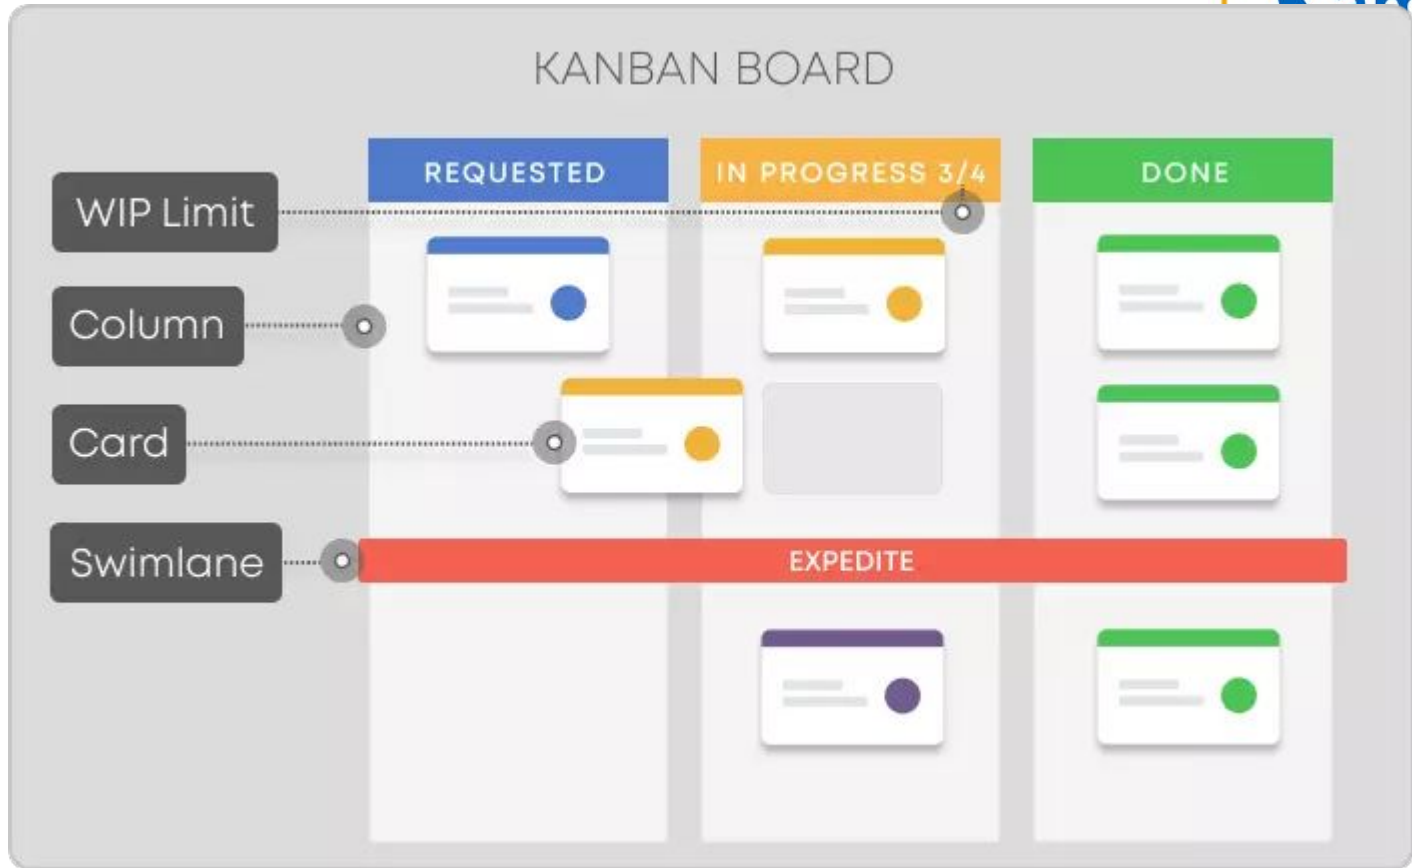 KANBAN BOARD
REQUESTED
IN PROGRESS 3/4
DONE
WIP Limit
Column
Card
Swimlane
EXPEDITE